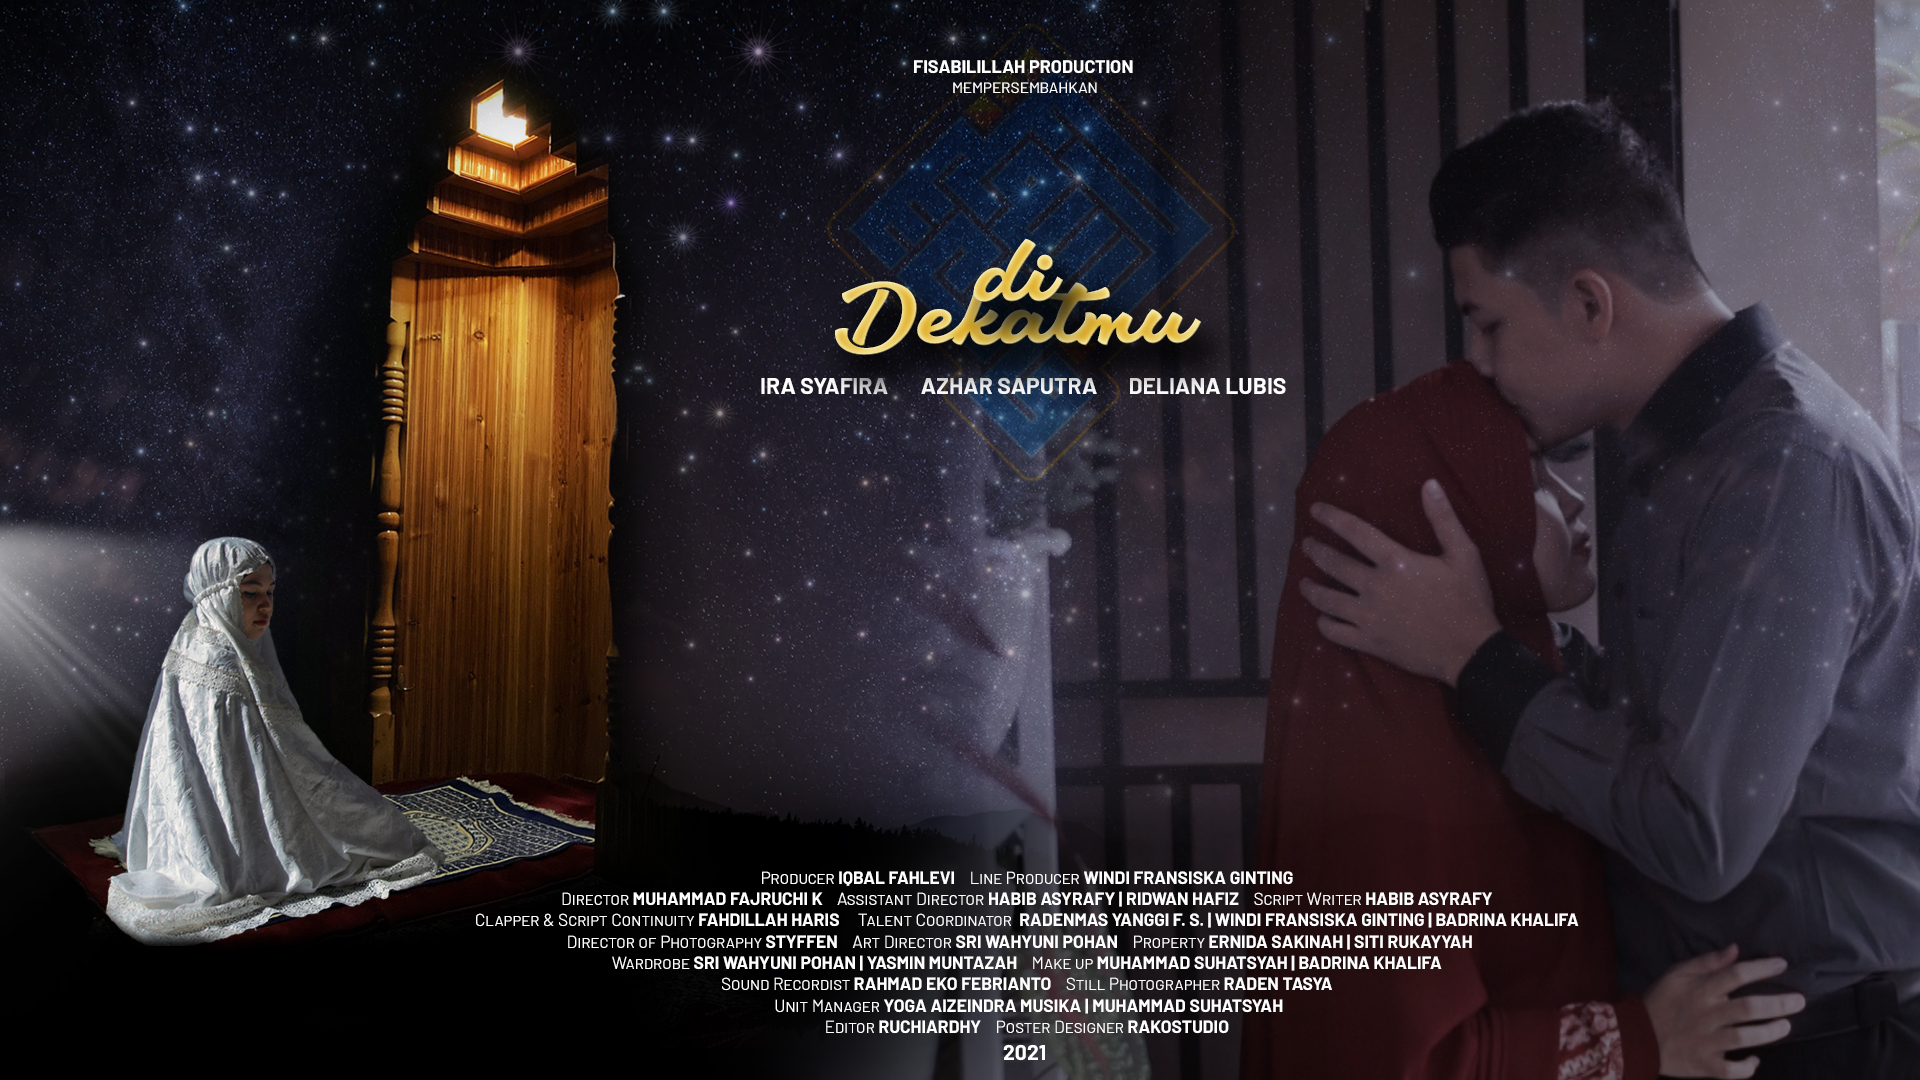 FISABILILLAH PRODUCTION
MEMPERSEMBAHKAN
di
Dekatmu
IRA SYAFIRA AZHAR SAPUTRA DELIANA LUBIS
PRODUCER IQBAL FAHLEVI LINE PRODUCER WINDI FRANSISKA GINTING
DIRECTOR MUHAMMAD FAJRUCHI K ASSISTANT DIRECTOR HABIB ASYRAFY | RIDWAN HAFIZ SCRIPT WRITER HABIB ASYRAFY
CLAPPER & SCRIPT CONTINUITY FAHDILLAH HARIS TALENT COORDINATOR RADENMAS YANGGI F. S. | WINDI FRANSISKA GINTING | BADRINA KHALIFA
DIRECTOR OF PHOTOGRAPHY STYFFEN ART DIRECTOR SRI WAHYUNI POHAN PROPERTY ERNIDA SAKINAH | SITI RUKAYYAH
WARDROBE SRI WAHYUNI POHAN | YASMIN MUNTAZAH MAKE UP MUHAMMAD SUHATSYAH | BADRINA KHALIFA
SOUND RECORDIST RAHMAD EKO FEBRIANTO STILL PHOTOGRAPHER RADEN TASYA
UNIT MANAGER YOGA AIZEINDRA MUSIKA | MUHAMMAD SUHATSYAH
EDITOR RUCHIARDHY POSTER DESIGNER RAKOSTUDIO
2021